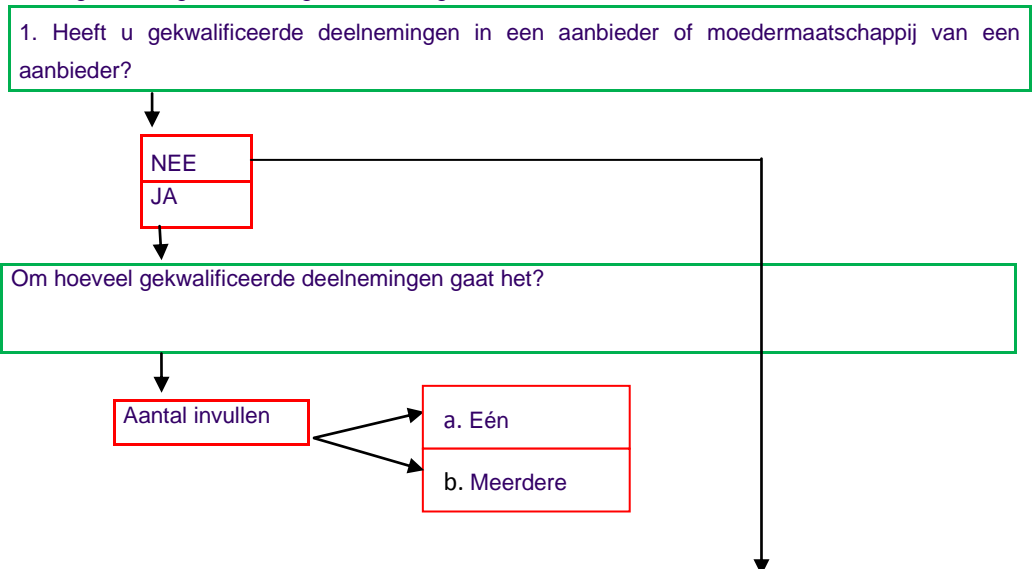 1. Heeft u gekwalificeerde deelnemingen in een aanbieder of moedermaatschappij van een
aanbieder?
NEE
JA
Om hoeveel gekwalificeerde deelnemingen gaat het?
Aantal invullen
a. Eén
b. Meerdere